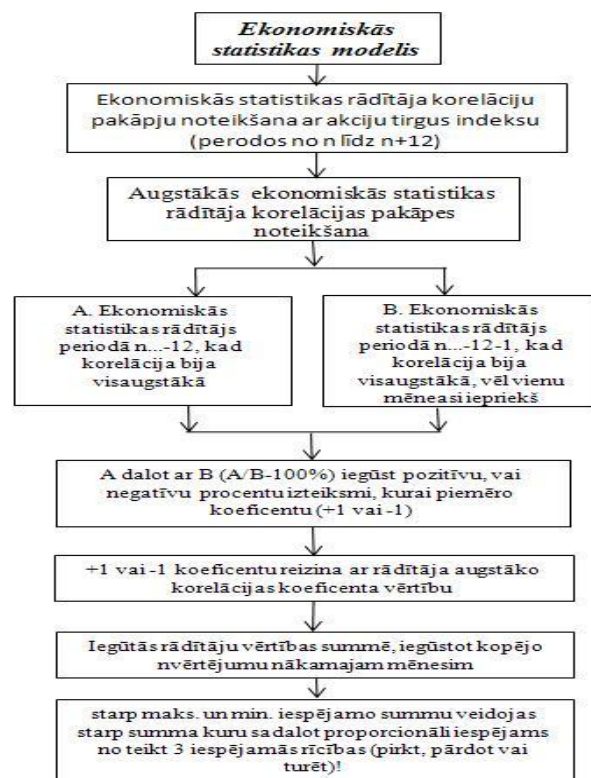 Ekonomiskās
statistikas modelis
Ekonomiskās statistikas rādītāja korelāciju
pakāpju noteikšana ar akciju tirgus indeksu
(perodos no n līdz n+12)
Augstākās ekonomiskās statistikas
rādītāja korelācijas pakāpes
noteikšana
A. Ekonomiskās
statistikas rādītājs
periodā n...-12, kad
korelācija bija
visaugstākā
B. Ekonomiskās
statistikas rādītājs
periodā n...-12-1, kad
korelācija bija
visaugstākā, vēl vienu
mēneasi iepriekš
A dalot ar B (A/B-100%) iegūst pozitīvu, vai
negatīvu procentu izteiksmi, kurai piemēro
koeficentu (+1 vai -1)
+1 vai -1 koeficentu reizina ar rādītāja augstāko
korelācijas koeficenta vērtību
Iegūtās rādītāju vērtības summē, iegūstot kopējo
nvērtējumu nākamajam mēnesim
starp maks. un min. iespējamo summu veidojas
starp summa kuru sadalot proporcionāli iespējams
no teikt 3 iespējamās rīcības (pirkt, pārdot vai
turēt)!